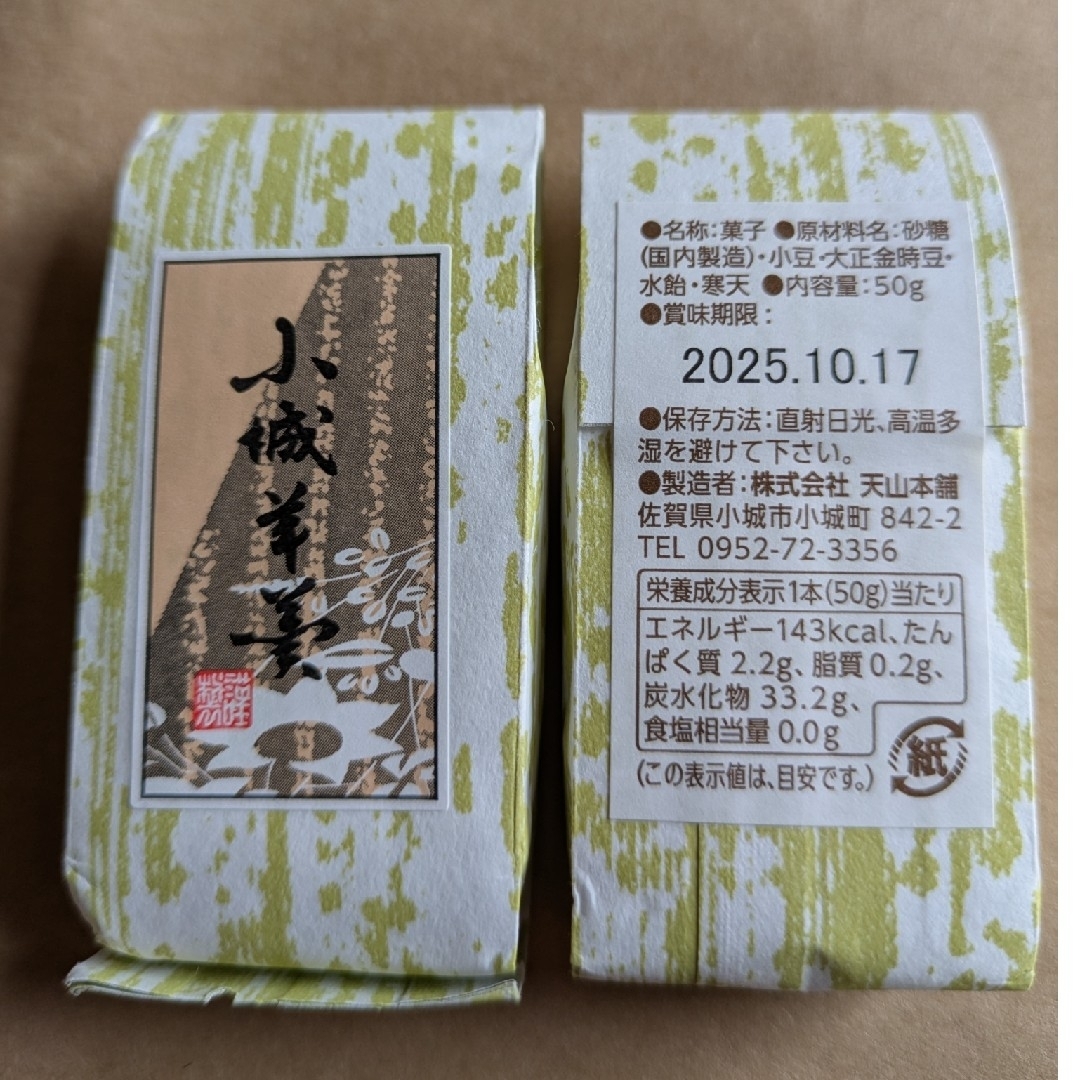 小城羊羹
●名称:菓子 ●原材料名:砂糖
(国内製造)・小豆・大正金時豆・
水飴・寒天 ●内容量:50g
●賞味期限:
2025.10.17
●保存方法:直射日光、高温多
湿を避けて下さい。
●製造者:株式会社 天山本舗
佐賀県小城市小城町 842-2
TEL 0952-72-3356
栄養成分表示1本(50g)当たり
エネルギー143kcal、たん
ぱく質 2.2g、脂質 0.2g、
炭水化物 33.2g、
食塩相当量 0.0g
(この表示値は、目安です。)
紙